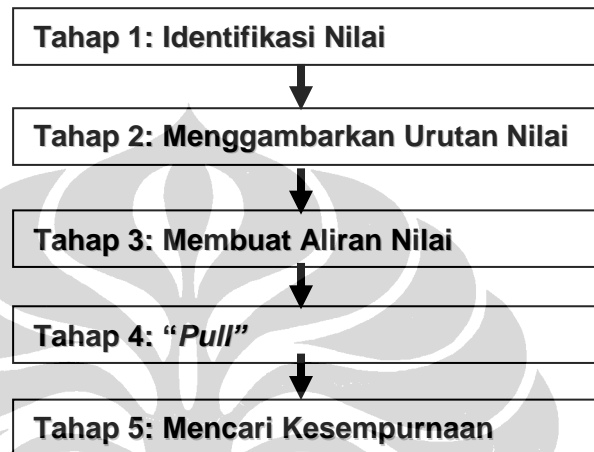 Tahap 1: Identifikasi Nilai
Tahap 2: Menggambarkan Urutan Nilai
Tahap 3: Membuat Aliran Nilai
Tahap 4: “Pull”
Tahap 5: Mencari Kesempurnaan